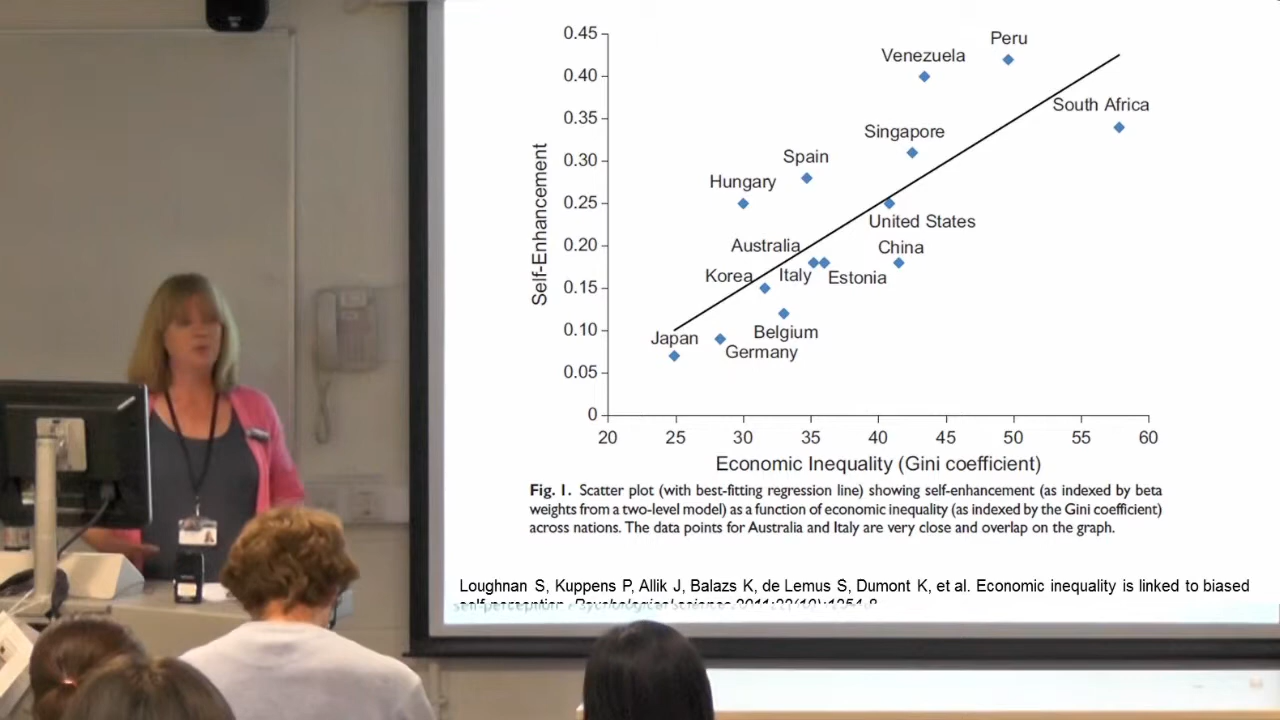 0.45
Peru
Venezuela
0.40
South Africa
0.35
Singapore
0.30
Spain
Hungary
0.25
United States
Self-Enhancement
0.20
Australia
China
Korea
Italy
Estonia
0.15
0.10
Japan
Belgium
Germany
0.05
0
20 25 30 35 40 45 50 55 60
Economic Inequality (Gini coefficient)
Fig. 1. Scatter plot (with best-fitting regression line) showing self-enhancement (as indexed by beta
weights from a two-level model) as a function of economic inequality (as indexed by the Gini coefficient)
across nations. The data points for Australia and Italy are very close and overlap on the graph.
Loughnan S, Kuppens P, Allik J, Balazs K, de Lemus S, Dumont K, et al. Economic inequality is linked to biased
self-perception. Psychological science 2011;22(10):1254-8